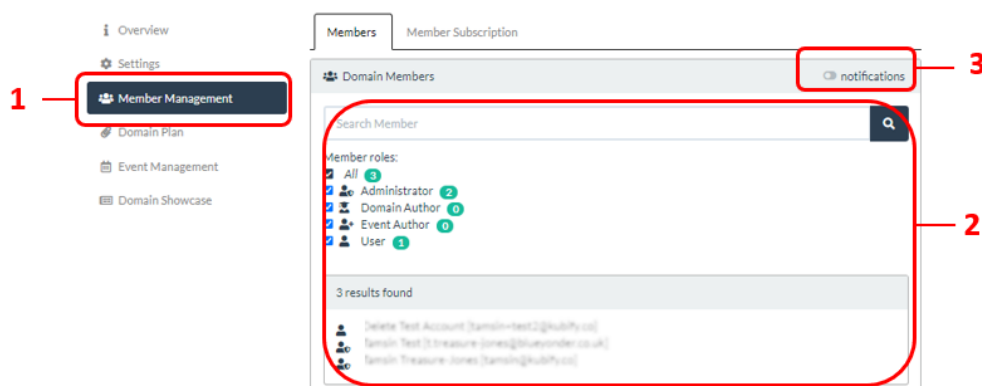 Overview
Settings
1
Member Management
Domain Plan
Event Management
Domain Showcase
Members
Member Subscription
Domain Members
notifications
3
Search Member
Member roles:
All 3
Administrator 2
Domain Author 0
Event Author 0
User 1
2
3 results found
Delete Test Account [tamsin+test2@kubify.co]
Tamsin Test [t.treasure-jones@blueyonder.co.uk]
Tamsin Treasure-Jones [tamsin@kubify.co]